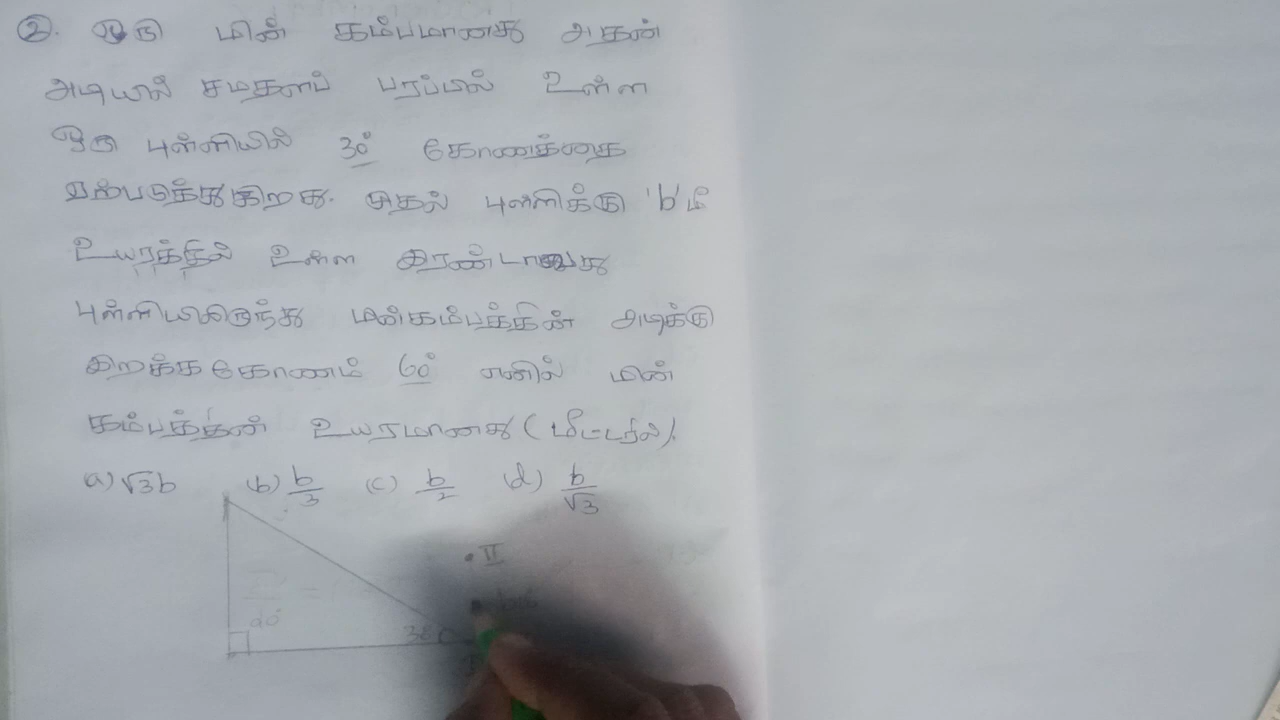 2. ஒரு மின் கம்பமானது அதன்
அடியில் சமதளப் பரப்பில் உள்ள
ஒரு புள்ளியில் 30° கோணத்தை
ஏற்படுத்துகிறது. முதல் புள்ளிக்கு 'b' மீ
உயரத்தில் உள்ள இரண்டாவது
புள்ளியிலிருந்து மின்கம்பத்தின் அடிக்கு
இறக்க கோணம் 60° எனில் மின்
கம்பத்தின் உயரமானது (மீட்டரில்).
a) √3b (b) b/3 (c) b/2 (d) b/√3
II
90° 30°